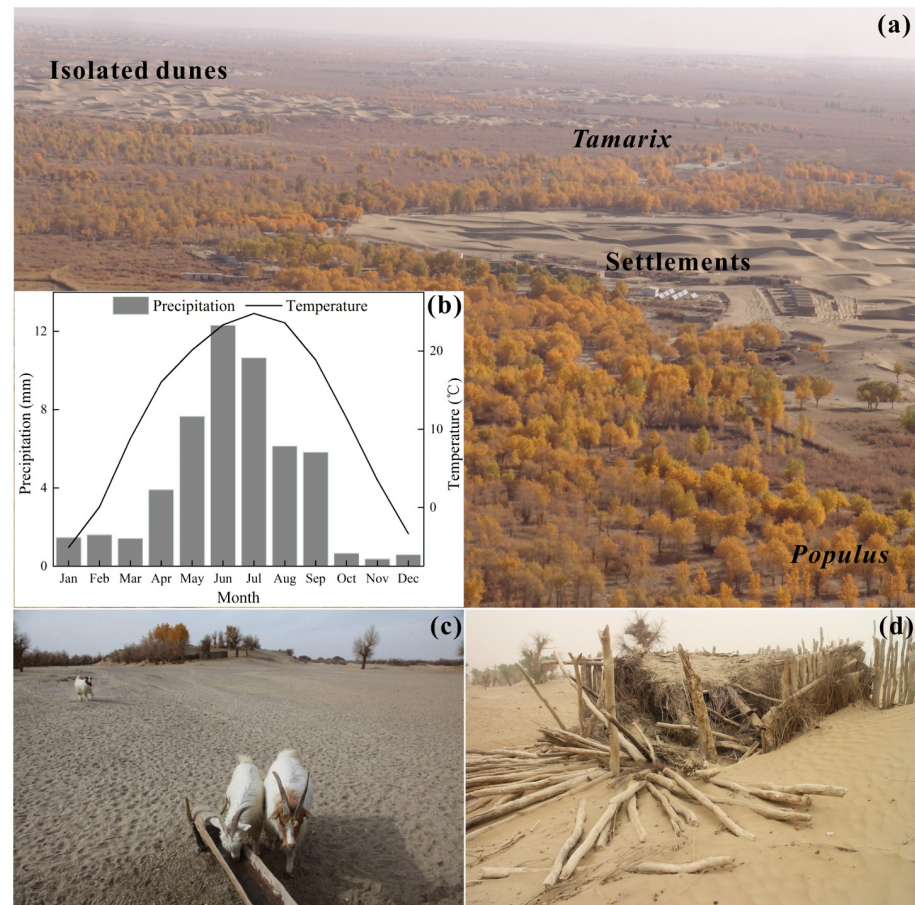 (a)
Isolated dunes
Tamarix
Settlements
Populus
(b)
Precipitation
Temperature
12
8
4
0
Precipitation (mm)
20
10
0
Temperature (℃)
Jan Feb Mar Apr May Jun Jul Aug Sep Oct Nov Dec
Month
(c)
(d)